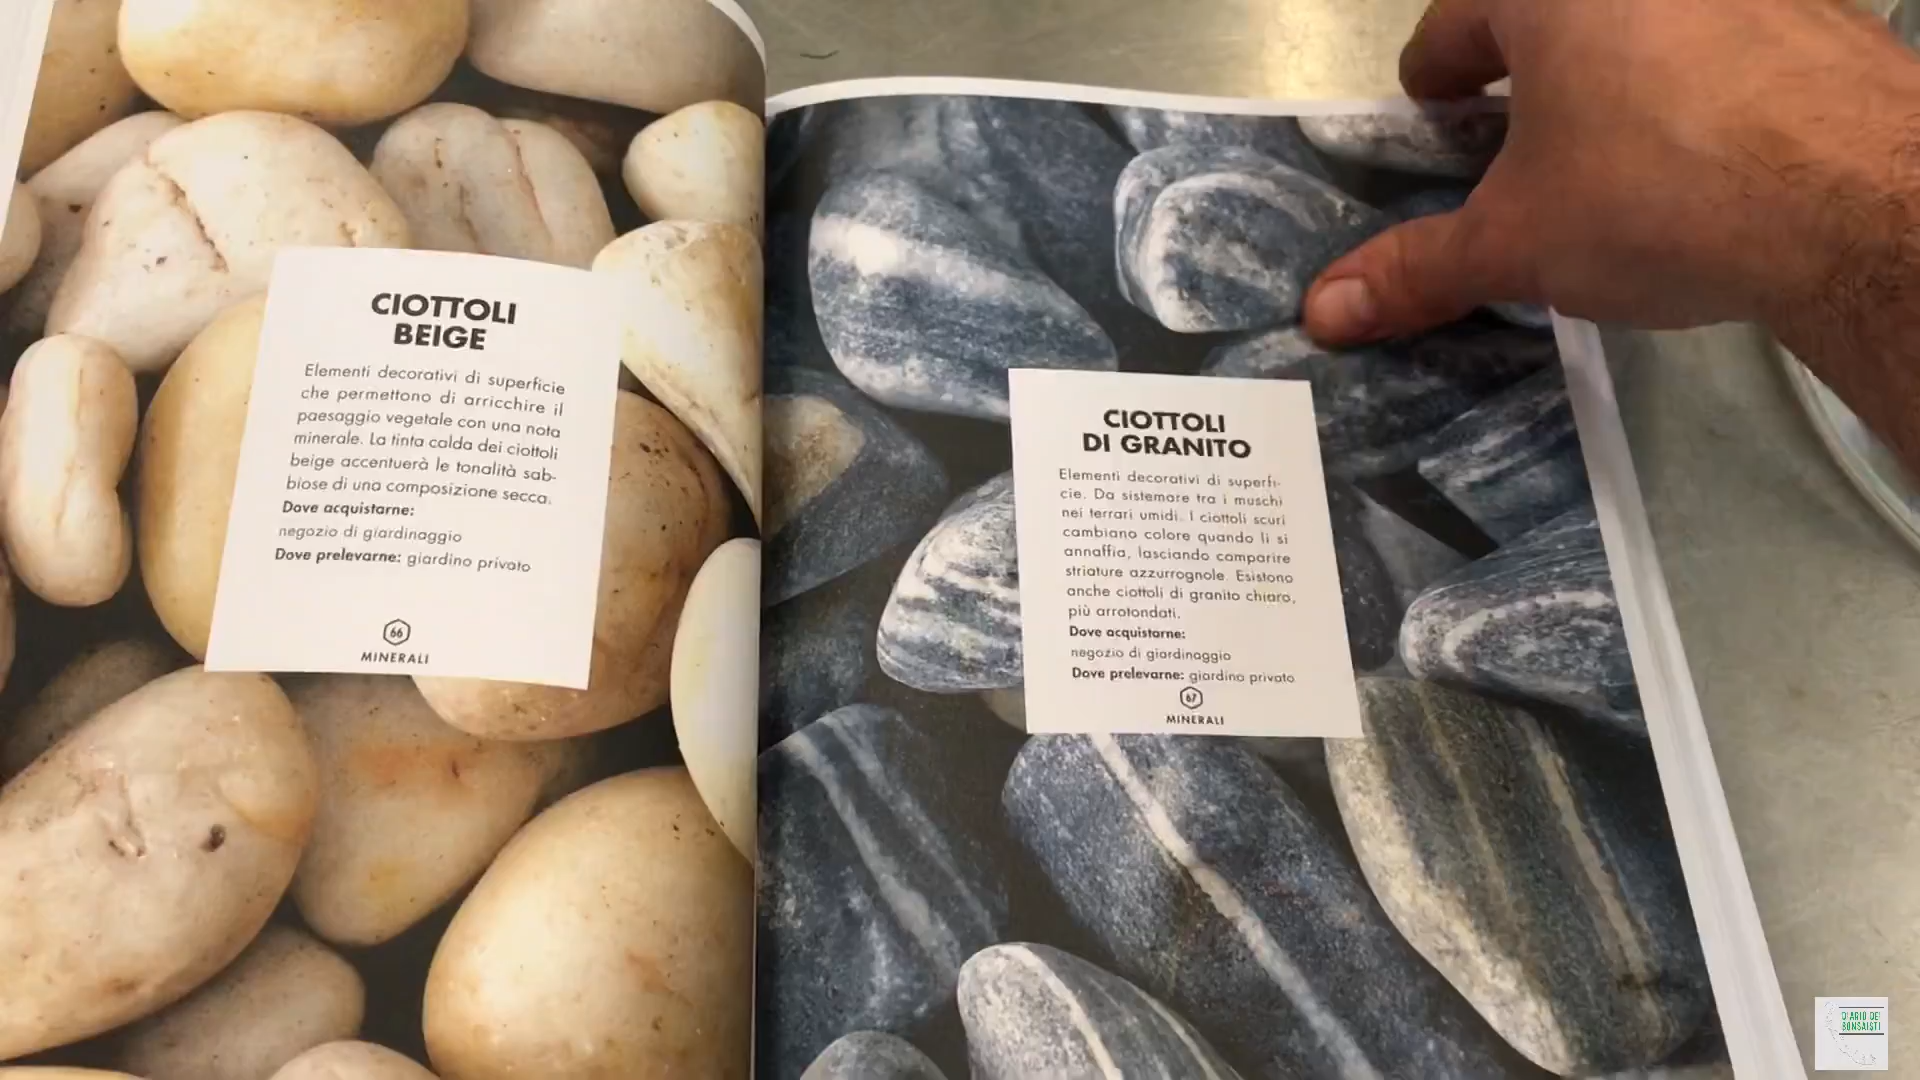 CIOTTOLI
BEIGE
Elementi decorativi di superficie
che permettono di arricchire il
paesaggio vegetale con una nota
minerale. La tinta calda dei ciottoli
beige accentuerà le tonalità sab-
biose di una composizione secca.
Dove acquistarne:
negozio di giardinaggio
Dove prelevarne: giardino privato
66
MINERALI
CIOTTOLI
DI GRANITO
Elementi decorativi di superfi-
cie. Da sistemare tra i muschi
nei terrari umidi. I ciottoli scuri
cambiano colore quando li si
annaffia, lasciando comparire
striature azzurrognole. Esistono
anche ciottoli di granito chiaro,
più arrotondati.
Dove acquistarne:
negozio di giardinaggio
Dove prelevarne: giardino privato
67
MINERALI
DIARIO DEI
BONSAISTI